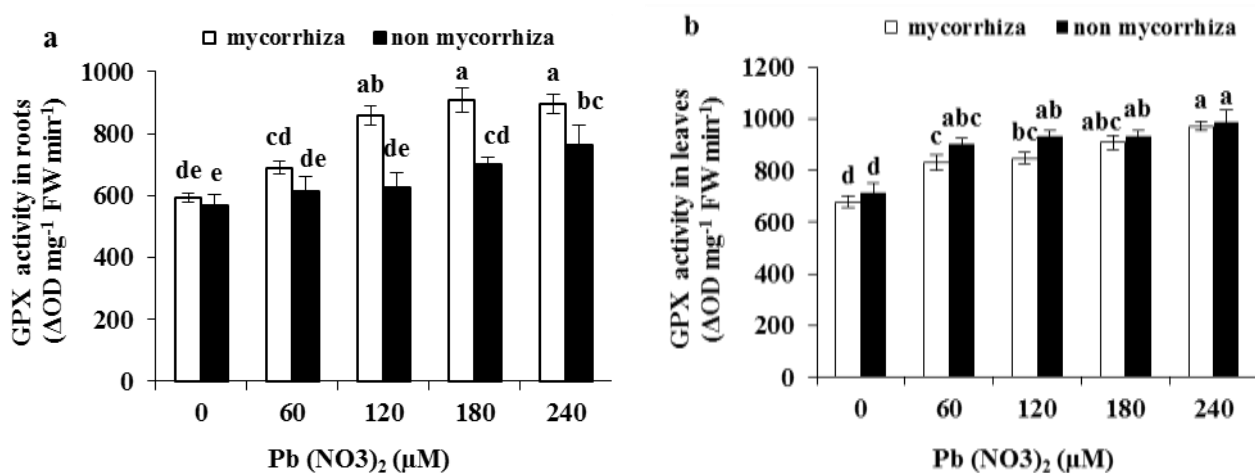 a
mycorrhiza non mycorrhiza
GPX activity in roots
(ΔOD mg-1 FW min-1)
1000
800
600
400
200
0
de e cd de ab de a cd a bc
0 60 120 180 240
Pb (NO3)2 (µM)
b
mycorrhiza non mycorrhiza
GPX activity in leaves
(ΔOD mg-1 FW min-1)
1200
1000
800
600
400
200
0
d d c abc bc ab abc ab a a
0 60 120 180 240
Pb (NO3)2 (µM)